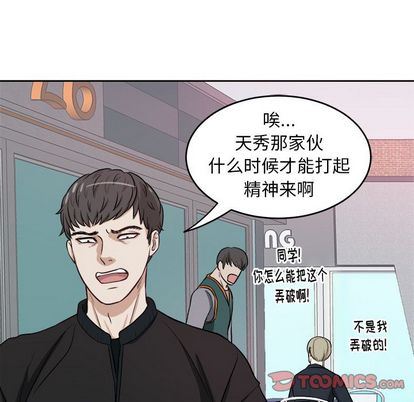 26
唉...
天秀那家伙
什么时候才能打起
精神来啊
NG
同学!
你怎么能把这个
弄破啊!
不是我
弄破的!
TOOMICS.COM